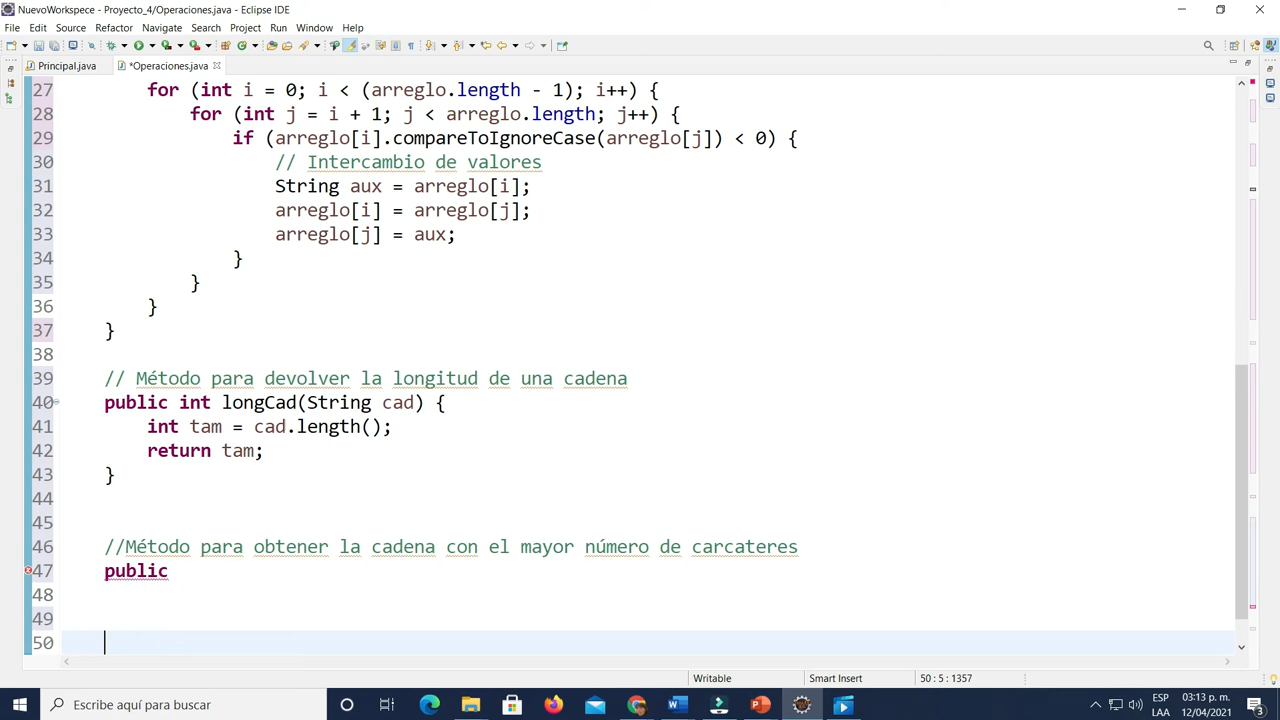 NuevoWorkspece - Proyecto_4/Operaciones.java - Eclipse IDE
File Edit Source Refactor Navigate Search Project Run Window Help
Principal.java *Operaciones.java
27 for (int i = 0; i < (arreglo.length - 1); i++) {
28 for (int j = i + 1; j < arreglo.length; j++) {
29 if (arreglo[i].compareToIgnoreCase(arreglo[j]) < 0) {
30 // Intercambio de valores
31 String aux = arreglo[i];
32 arreglo[i] = arreglo[j];
33 arreglo[j] = aux;
34 }
35 }
36 }
37 }
38
39 // Método para devolver la longitud de una cadena
40 public int longCad(String cad) {
41 int tam = cad.length();
42 return tam;
43 }
44
45
46 //Método para obtener la cadena con el mayor número de carcateres
47 public
48
49
50
Writable Smart Insert 50 : 5 : 1357
Escribe aquí para buscar
ESP 03:13 p. m.
LAA 12/04/2021
3